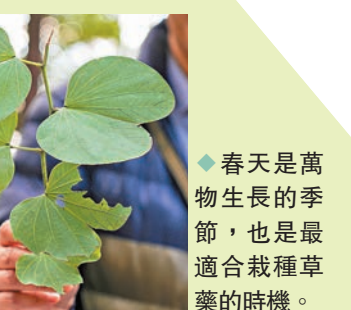 ◆春天是萬
物生長的季
節，也是最
適合栽種草
藥的時機。